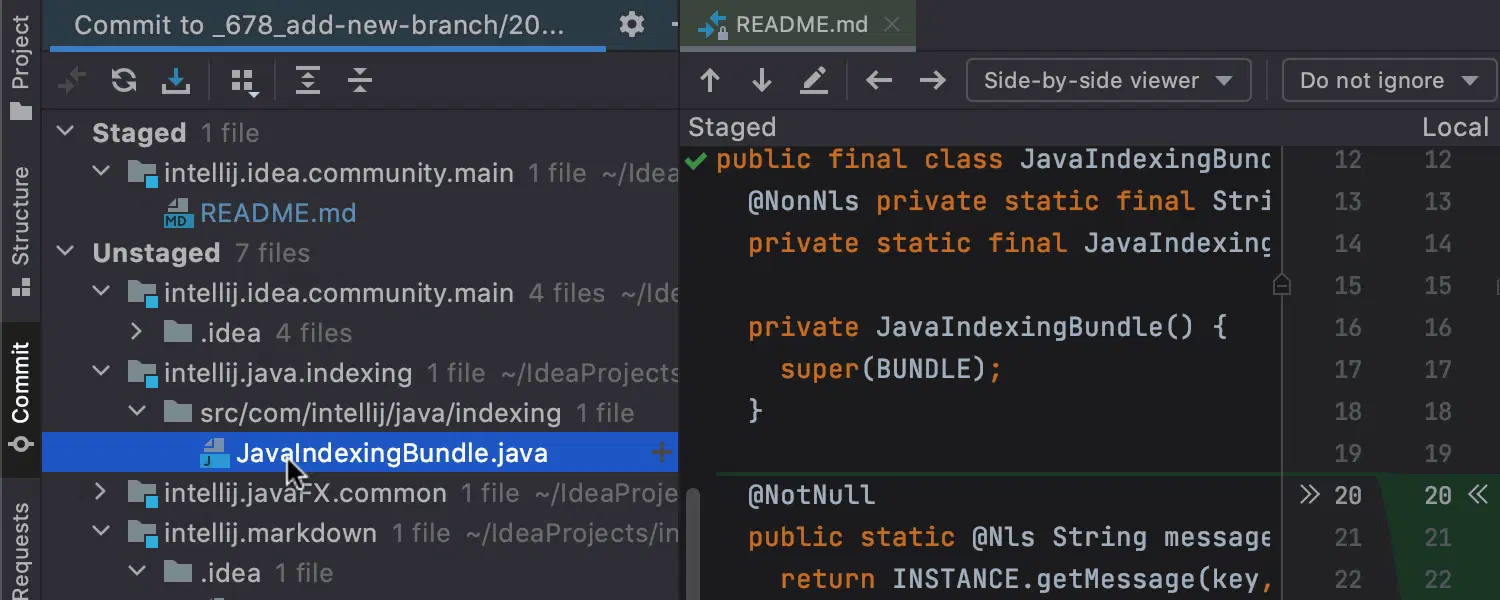 Project
Structure
Commit
Requests
Commit to _678_add-new-branch/20...
Staged 1 file
intellij.idea.community.main 1 file ~/Idea
MD README.md
Unstaged 7 files
intellij.idea.community.main 4 files ~/Ide
.idea 4 files
intellij.java.indexing 1 file ~/IdeaProjects
src/com/intellij/java/indexing 1 file
J JavaIndexingBundle.java +
intellij.javaFX.common 1 file ~/IdeaProje
intellij.markdown 1 file ~/IdeaProjects/in
.idea 1 file
README.md
Side-by-side viewer
Do not ignore
Staged Local
public final class JavaIndexingBund 12 12
@NonNls private static final Stri 13 13
private static final JavaIndexing 14 14
15 15
private JavaIndexingBundle() { 16 16
super(BUNDLE); 17 17
} 18 18
19 19
@NotNull 20 20
public static @Nls String message 21 21
return INSTANCE.getMessage(key, 22 22